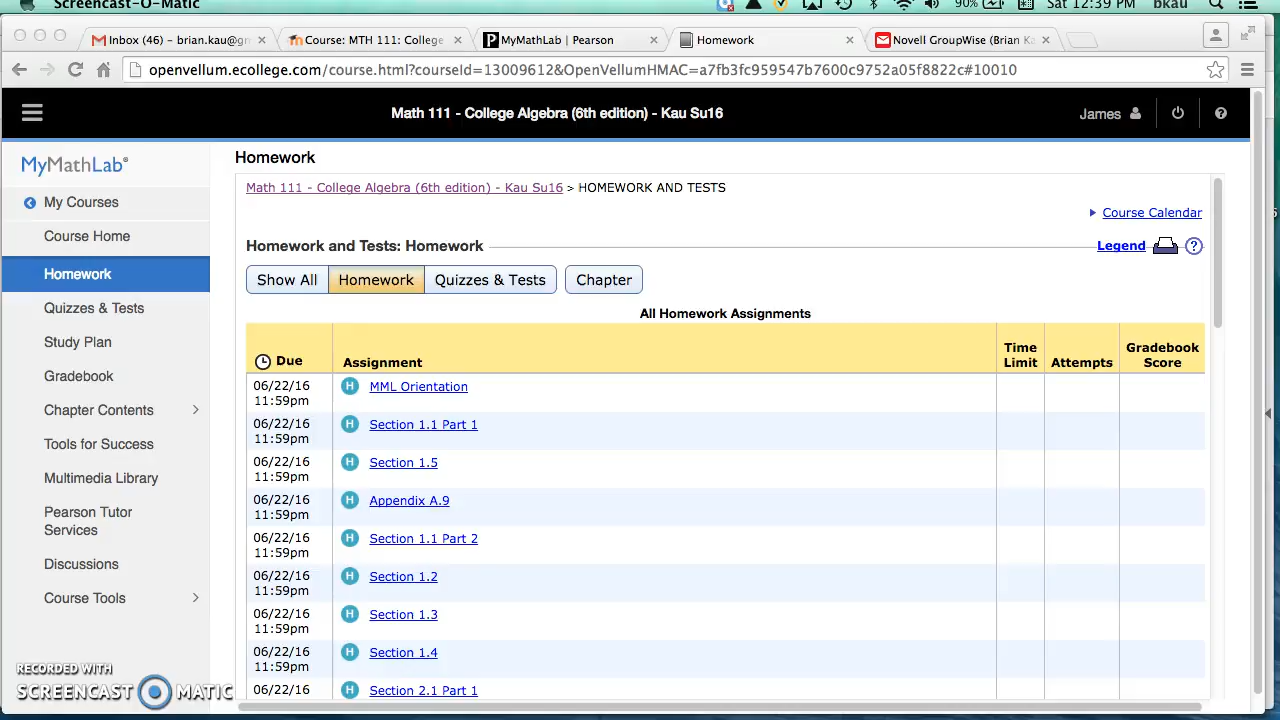 Screencast-O-Matic
90%
Sat 12:39 PM bkau
Inbox (46) – brian.kau@gm
Course: MTH 111: College
MyMathLab | Pearson
Homework
Novell GroupWise (Brian Ka
openvellum.ecollege.com/course.html?courseId=13009612&OpenVellumHMAC=a7fb3fc959547b7600c9752a05f8822c#10010
Math 111 - College Algebra (6th edition) - Kau Su16
James
MyMathLab®
My Courses
Course Home
Homework
Quizzes & Tests
Study Plan
Gradebook
Chapter Contents
Tools for Success
Multimedia Library
Pearson Tutor
Services
Discussions
Course Tools
Homework
Math 111 - College Algebra (6th edition) - Kau Su16 > HOMEWORK AND TESTS
Course Calendar
Homework and Tests: Homework
Legend
Show All Homework Quizzes & Tests Chapter
All Homework Assignments
Due Assignment Time Limit Attempts Gradebook Score
06/22/16 H MML Orientation
11:59pm
06/22/16 H Section 1.1 Part 1
11:59pm
06/22/16 H Section 1.5
11:59pm
06/22/16 H Appendix A.9
11:59pm
06/22/16 H Section 1.1 Part 2
11:59pm
06/22/16 H Section 1.2
11:59pm
06/22/16 H Section 1.3
11:59pm
06/22/16 H Section 1.4
11:59pm
06/22/16 H Section 2.1 Part 1
RECORDED WITH
SCREENCAST MATIC